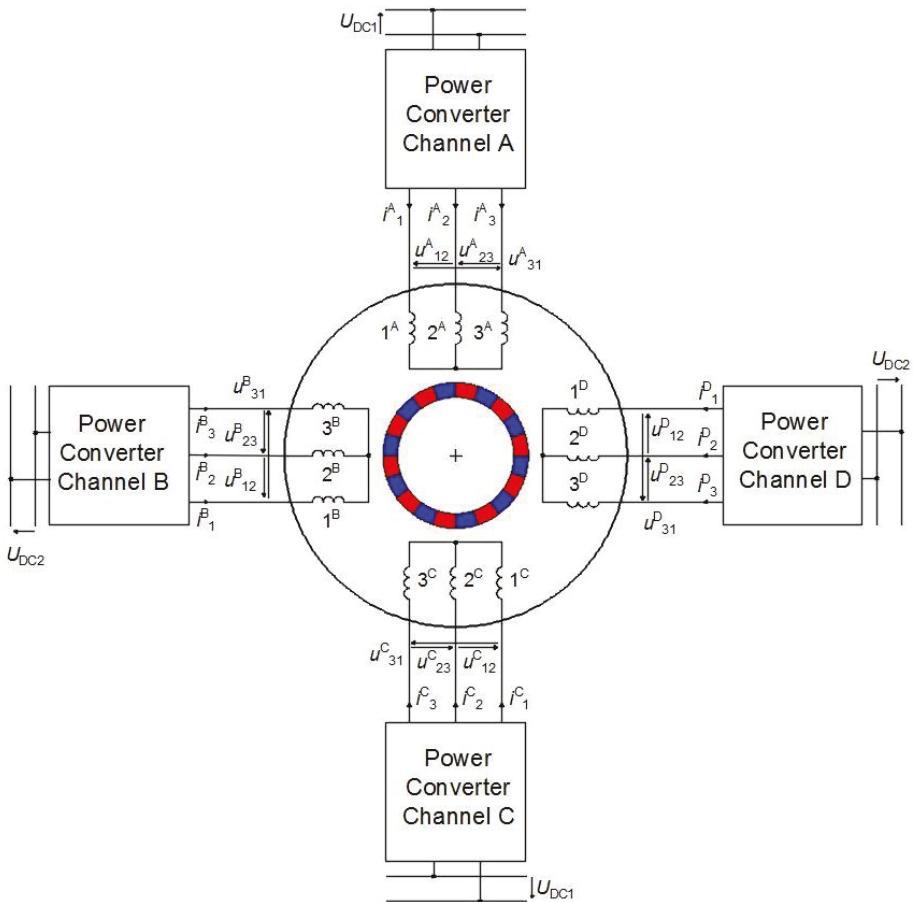 U_DC1
Power
Converter
Channel A
i^A_1 i^A_2 i^A_3
u^A_12 u^A_23 u^A_31
1^A 2^A 3^A
U_DC2
Power
Converter
Channel B
u^B_31
i^B_3 u^B_23
i^B_2 u^B_12
i^B_1
3^B
2^B
1^B
U_DC2
1^D
2^D
3^D
i^D_1
u^D_12 i^D_2
u^D_23 i^D_3
u^D_31
Power
Converter
Channel D
3^C 2^C 1^C
u^C_31 u^C_23 u^C_12
i^C_3 i^C_2 i^C_1
Power
Converter
Channel C
U_DC1